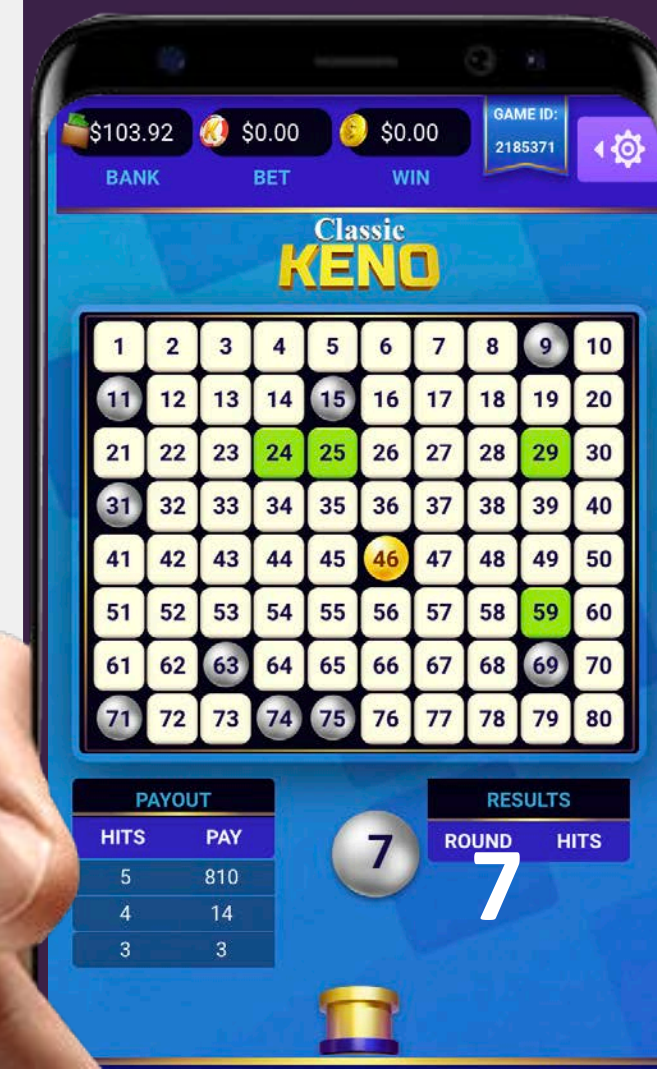 $103.92 $0.00 $0.00 GAME ID:
BANK BET WIN 2185371
Classic
KENO
1 2 3 4 5 6 7 8 9 10
11 12 13 14 15 16 17 18 19 20
21 22 23 24 25 26 27 28 29 30
31 32 33 34 35 36 37 38 39 40
41 42 43 44 45 46 47 48 49 50
51 52 53 54 55 56 57 58 59 60
61 62 63 64 65 66 67 68 69 70
71 72 73 74 75 76 77 78 79 80
PAYOUT
HITS PAY
5 810
4 14
3 3
7
RESULTS
ROUND HITS
7